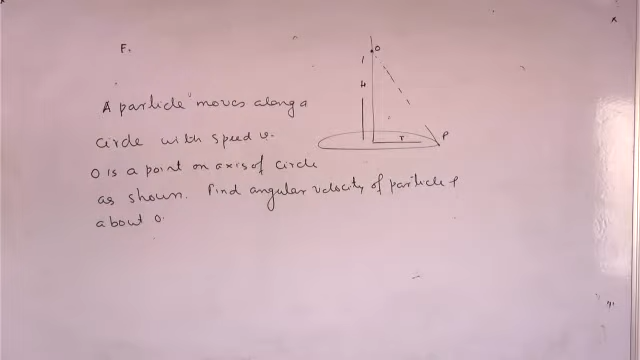 F.
O
H
A particle moves along a
circle with speed v.
r
P
O is a point on axis of circle
as shown. Find angular velocity of particle P
about O.